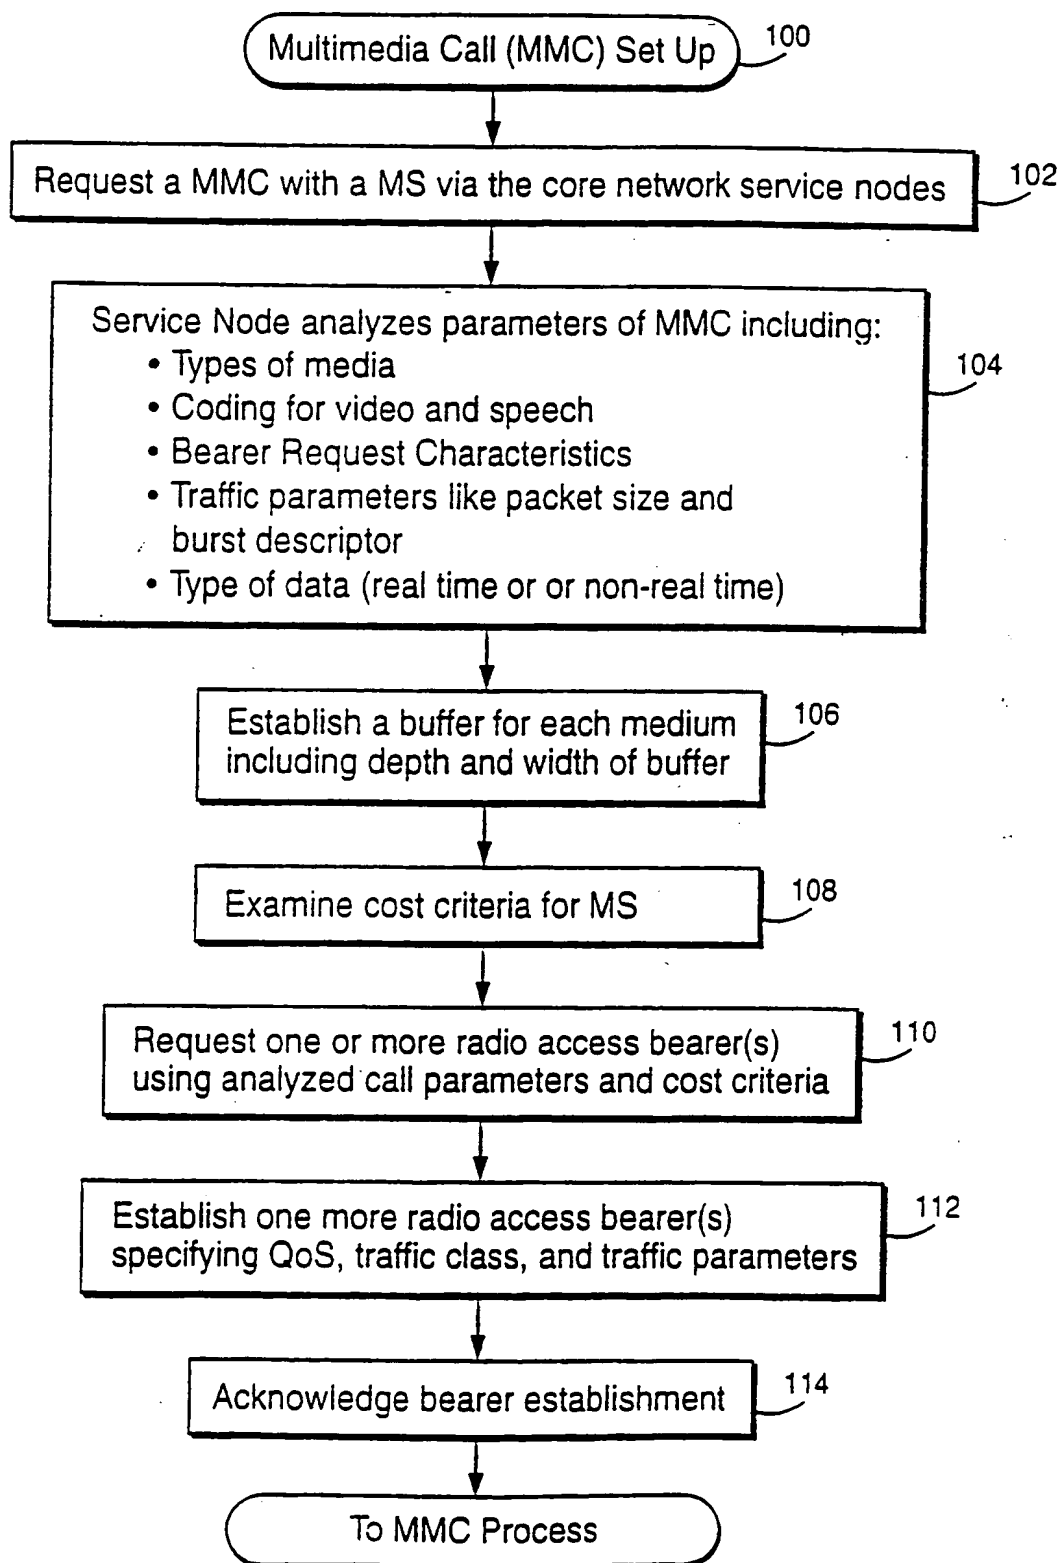 Multimedia Call (MMC) Set Up
100
Request a MMC with a MS via the core network service nodes
102
Service Node analyzes parameters of MMC including:
• Types of media
• Coding for video and speech
• Bearer Request Characteristics
• Traffic parameters like packet size and
burst descriptor
• Type of data (real time or or non-real time)
104
Establish a buffer for each medium
including depth and width of buffer
106
Examine cost criteria for MS
108
Request one or more radio access bearer(s)
using analyzed call parameters and cost criteria
110
Establish one more radio access bearer(s)
specifying QoS, traffic class, and traffic parameters
112
Acknowledge bearer establishment
114
To MMC Process